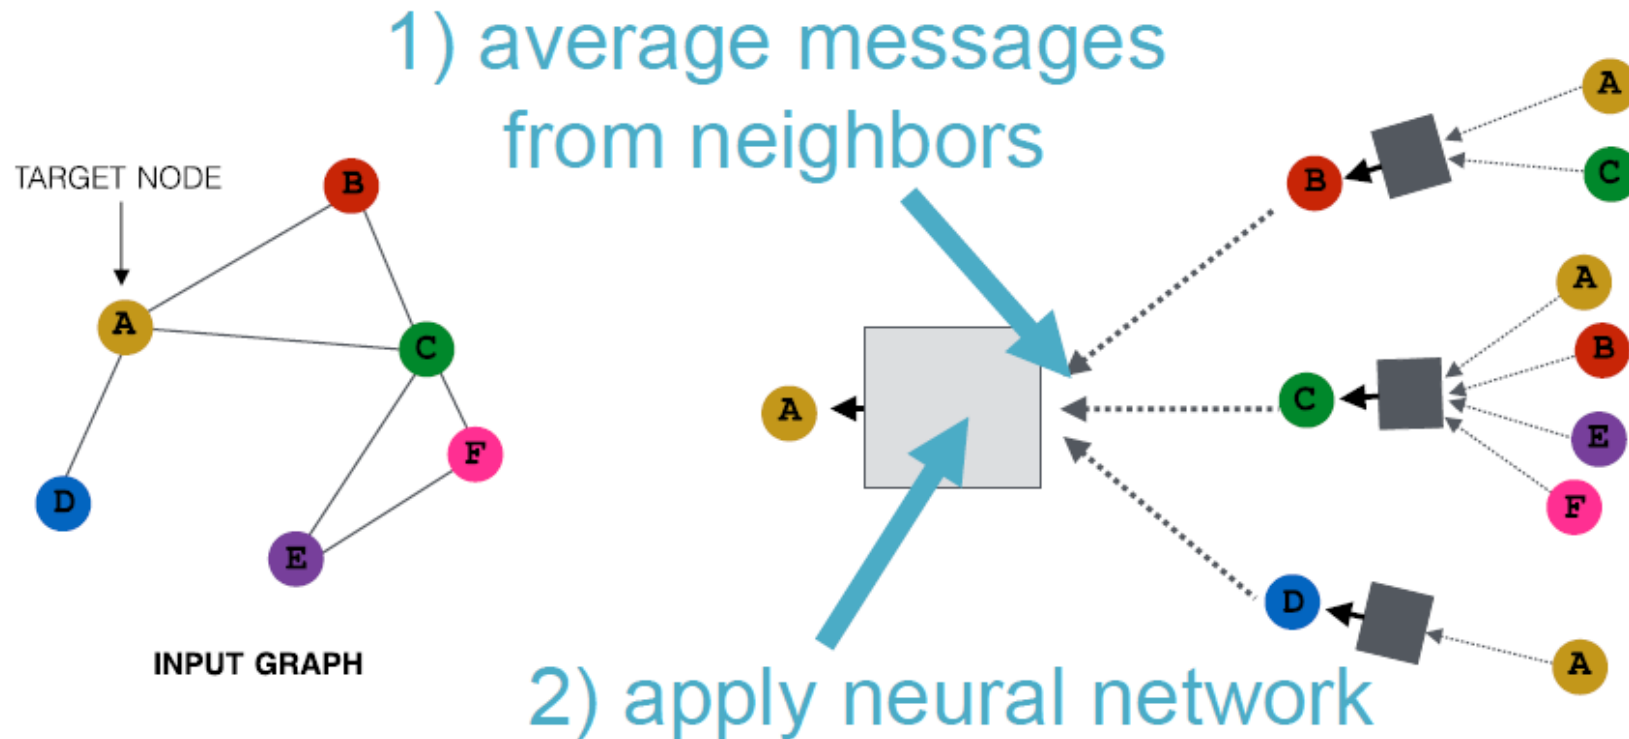 1) average messages
from neighbors
TARGET NODE
B
A
C
F
D
E
INPUT GRAPH
A
B
C
D
A
C
A
B
E
F
A
2) apply neural network